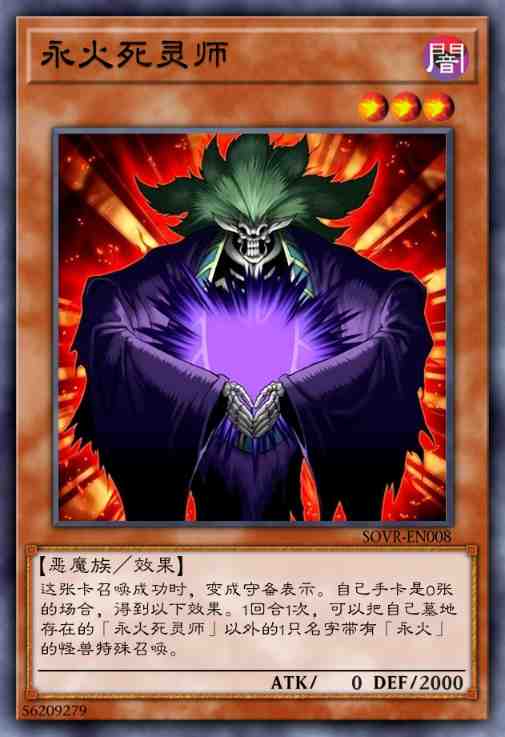 永火死灵师
闇
SOVR-EN008
【恶魔族／效果】
这张卡召唤成功时，变成守备表示。自己手卡是0张
的场合，得到以下效果。1回合1次，可以把自己墓地
存在的「永火死灵师」以外的1只名字带有「永火」
的怪兽特殊召唤。
ATK/ 0 DEF/2000
56209279